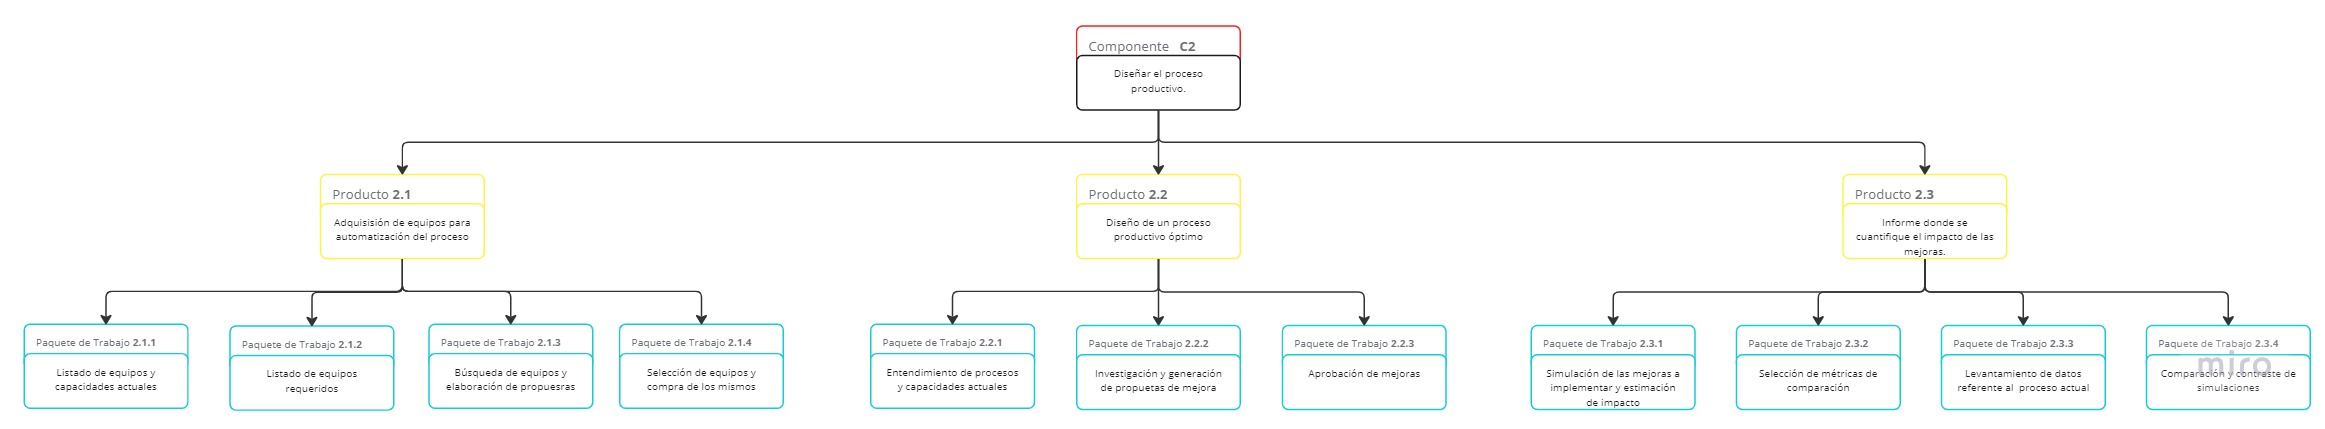 Componente C2
Diseñar el proceso
productivo.
Producto 2.1
Adquisisión de equipos para
automatización del proceso
Producto 2.2
Diseño de un proceso
productivo óptimo
Producto 2.3
Informe donde se
cuantifique el impacto de las
mejoras.
Paquete de Trabajo 2.1.1
Listado de equipos y
capacidades actuales
Paquete de Trabajo 2.1.2
Listado de equipos
requeridos
Paquete de Trabajo 2.1.3
Búsqueda de equipos y
elaboración de propuesras
Paquete de Trabajo 2.1.4
Selección de equipos y
compra de los mismos
Paquete de Trabajo 2.2.1
Entendimiento de procesos
y capacidades actuales
Paquete de Trabajo 2.2.2
Investigación y generación
de propuetas de mejora
Paquete de Trabajo 2.2.3
Aprobación de mejoras
Paquete de Trabajo 2.3.1
Simulación de las mejoras a
implementar y estimación
de impacto
Paquete de Trabajo 2.3.2
Selección de métricas de
comparación
Paquete de Trabajo 2.3.3
Levantamiento de datos
referente al proceso actual
Paquete de Trabajo 2.3.4
Comparación y contraste de
simulaciones
miro